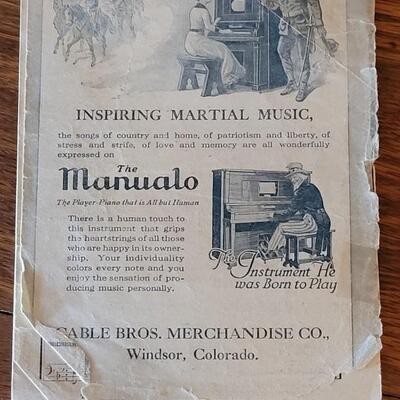 INSPIRING MARTIAL MUSIC,
the songs of country and home, of patriotism and liberty, of
stress and strife, of love and memory are all wonderfully
expressed on
The
Manualo
The Player-Piano that is All but Human
There is a human touch to
this instrument that grips
the heartstrings of all those
who are happy in its owner-
ship. Your individuality
colors every note and you
enjoy the sensation of pro-
ducing music personally.
The Instrument He
was Born to Play
CABLE BROS. MERCHANDISE CO.,
Windsor, Colorado.